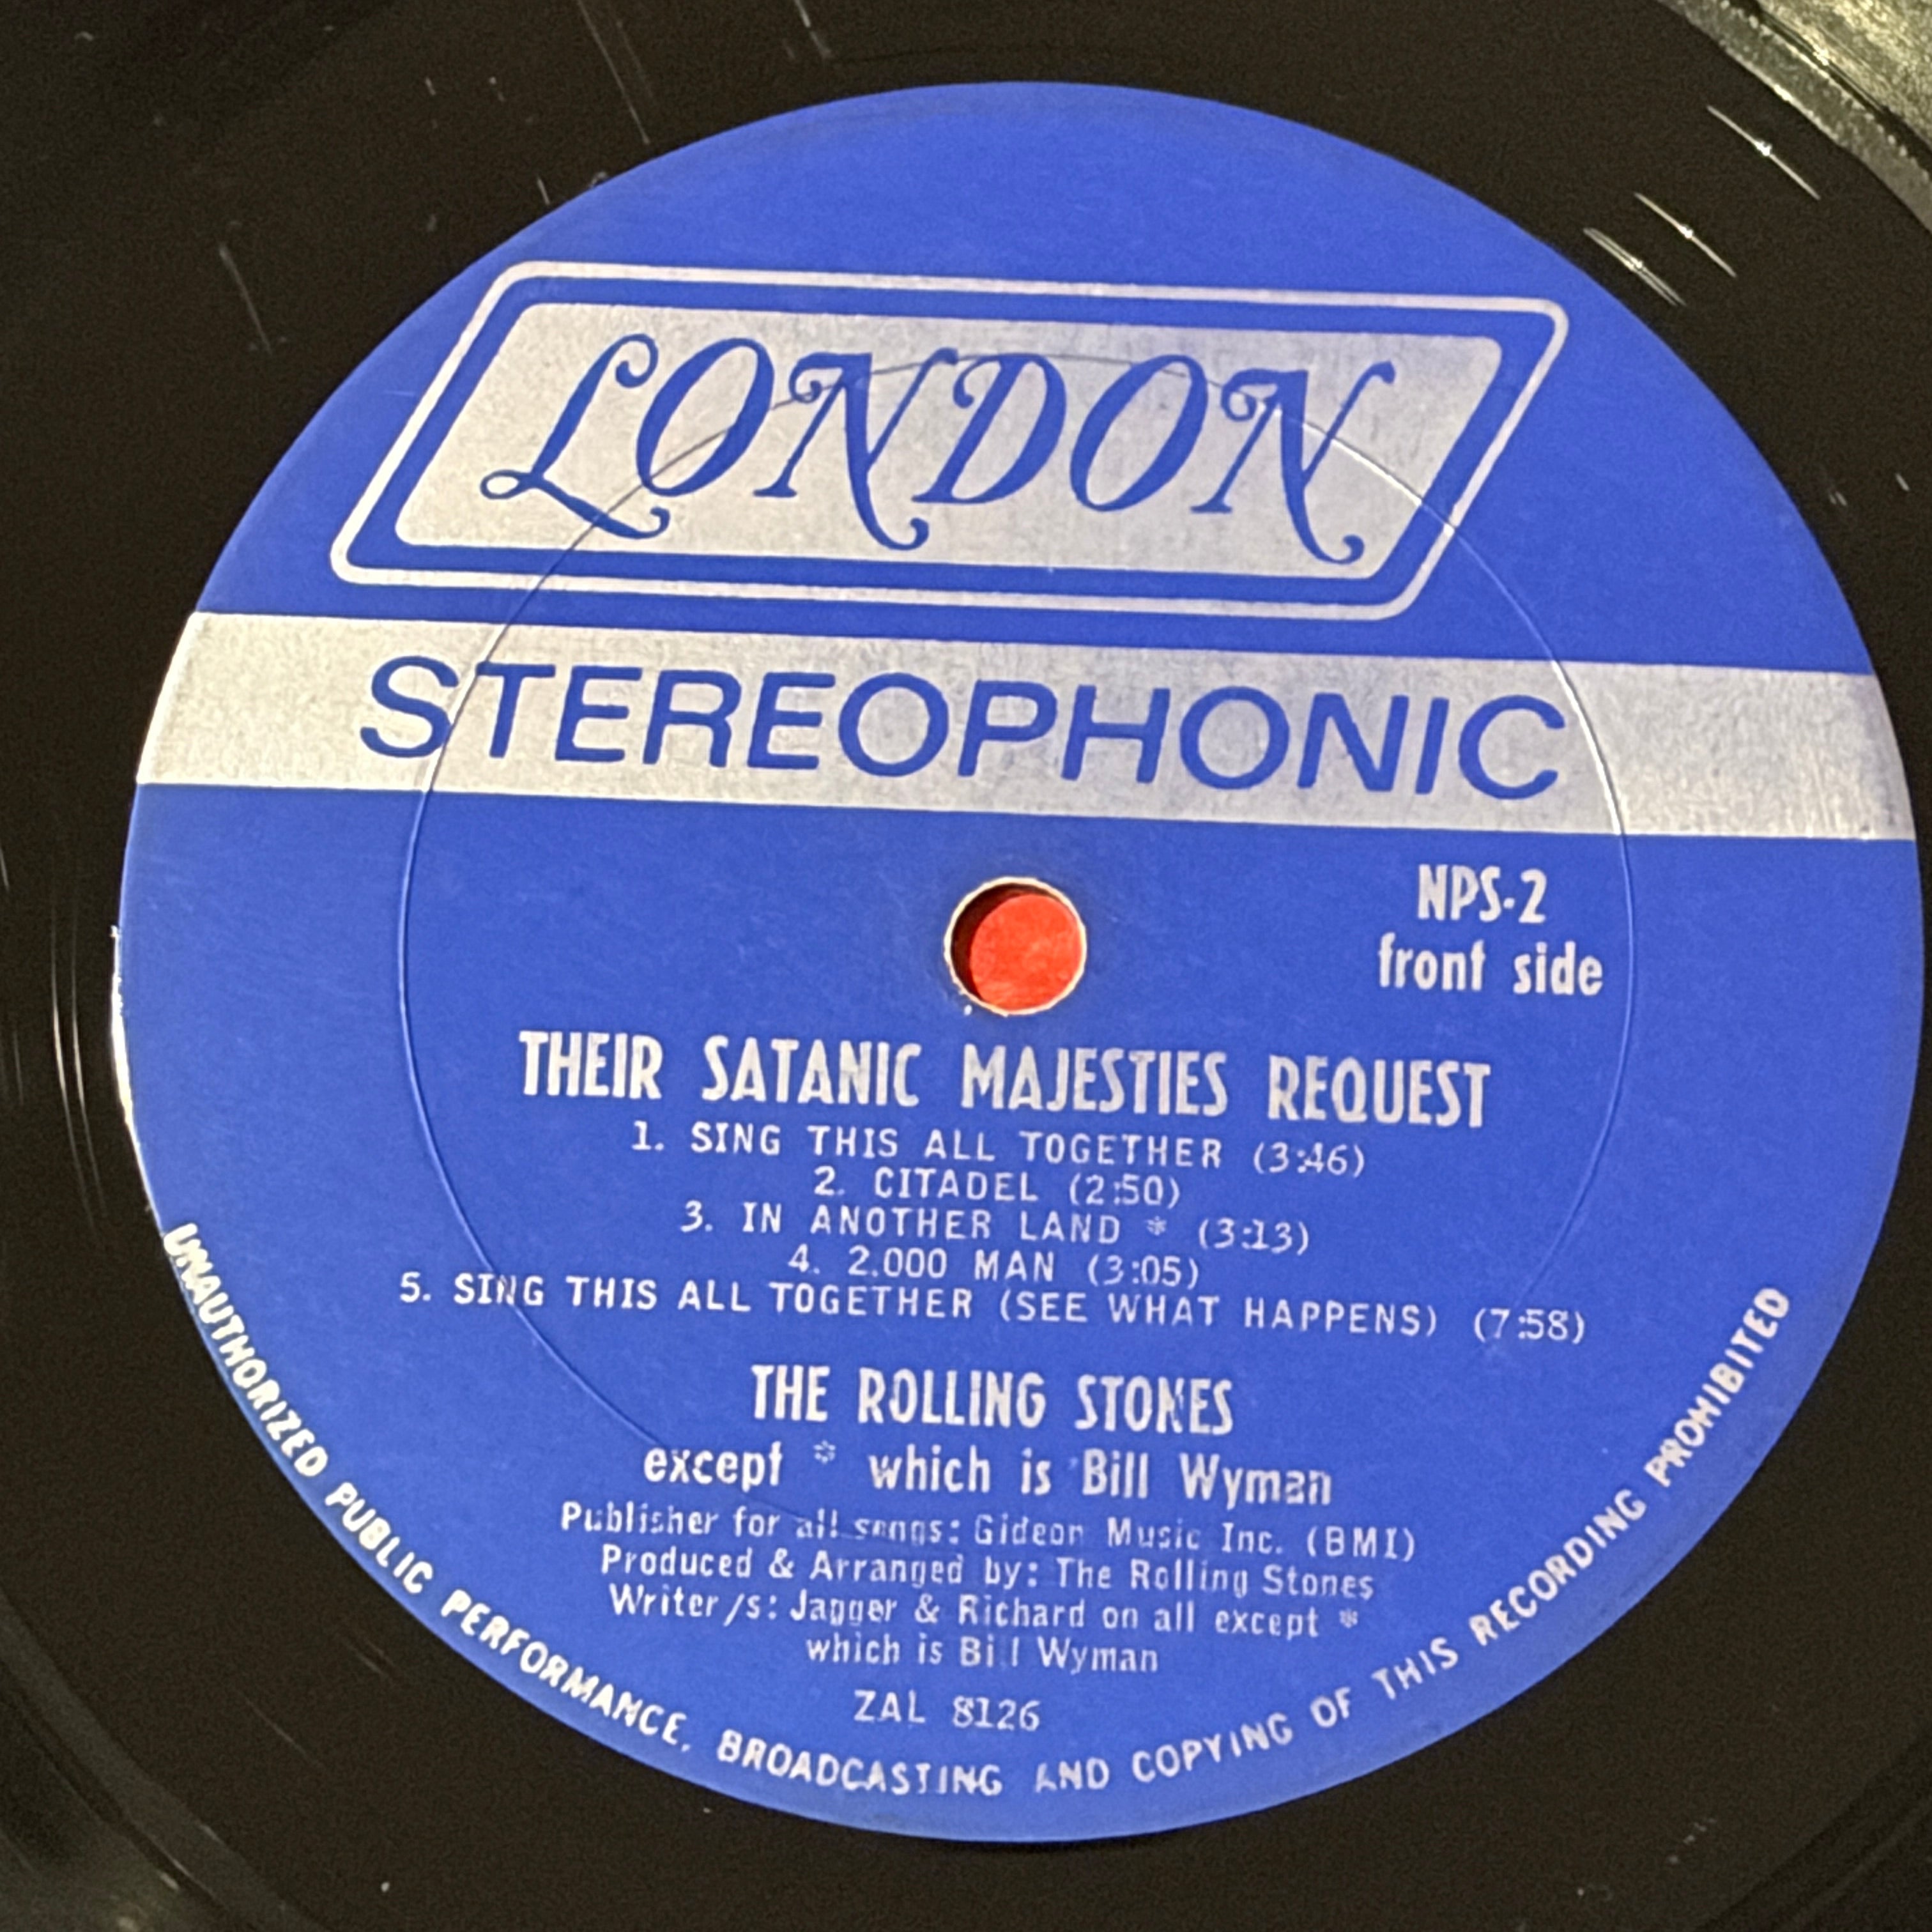 LONDON
STEREOPHONIC
NPS-2
front side
THEIR SATANIC MAJESTIES REQUEST
1. SING THIS ALL TOGETHER (3:46)
2. CITADEL (2:50)
3. IN ANOTHER LAND * (3:13)
4. 2.000 MAN (3:05)
5. SING THIS ALL TOGETHER (SEE WHAT HAPPENS) (7:58)
THE ROLLING STONES
except * which is Bill Wyman
Publisher for all songs: Gideon Music Inc. (BMI)
Produced & Arranged by: The Rolling Stones
Writer/s: Jagger & Richard on all except *
which is Bill Wyman
ZAL 8126
UNAUTHORIZED PUBLIC PERFORMANCE, BROADCASTING AND COPYING OF THIS RECORDING PROHIBITED